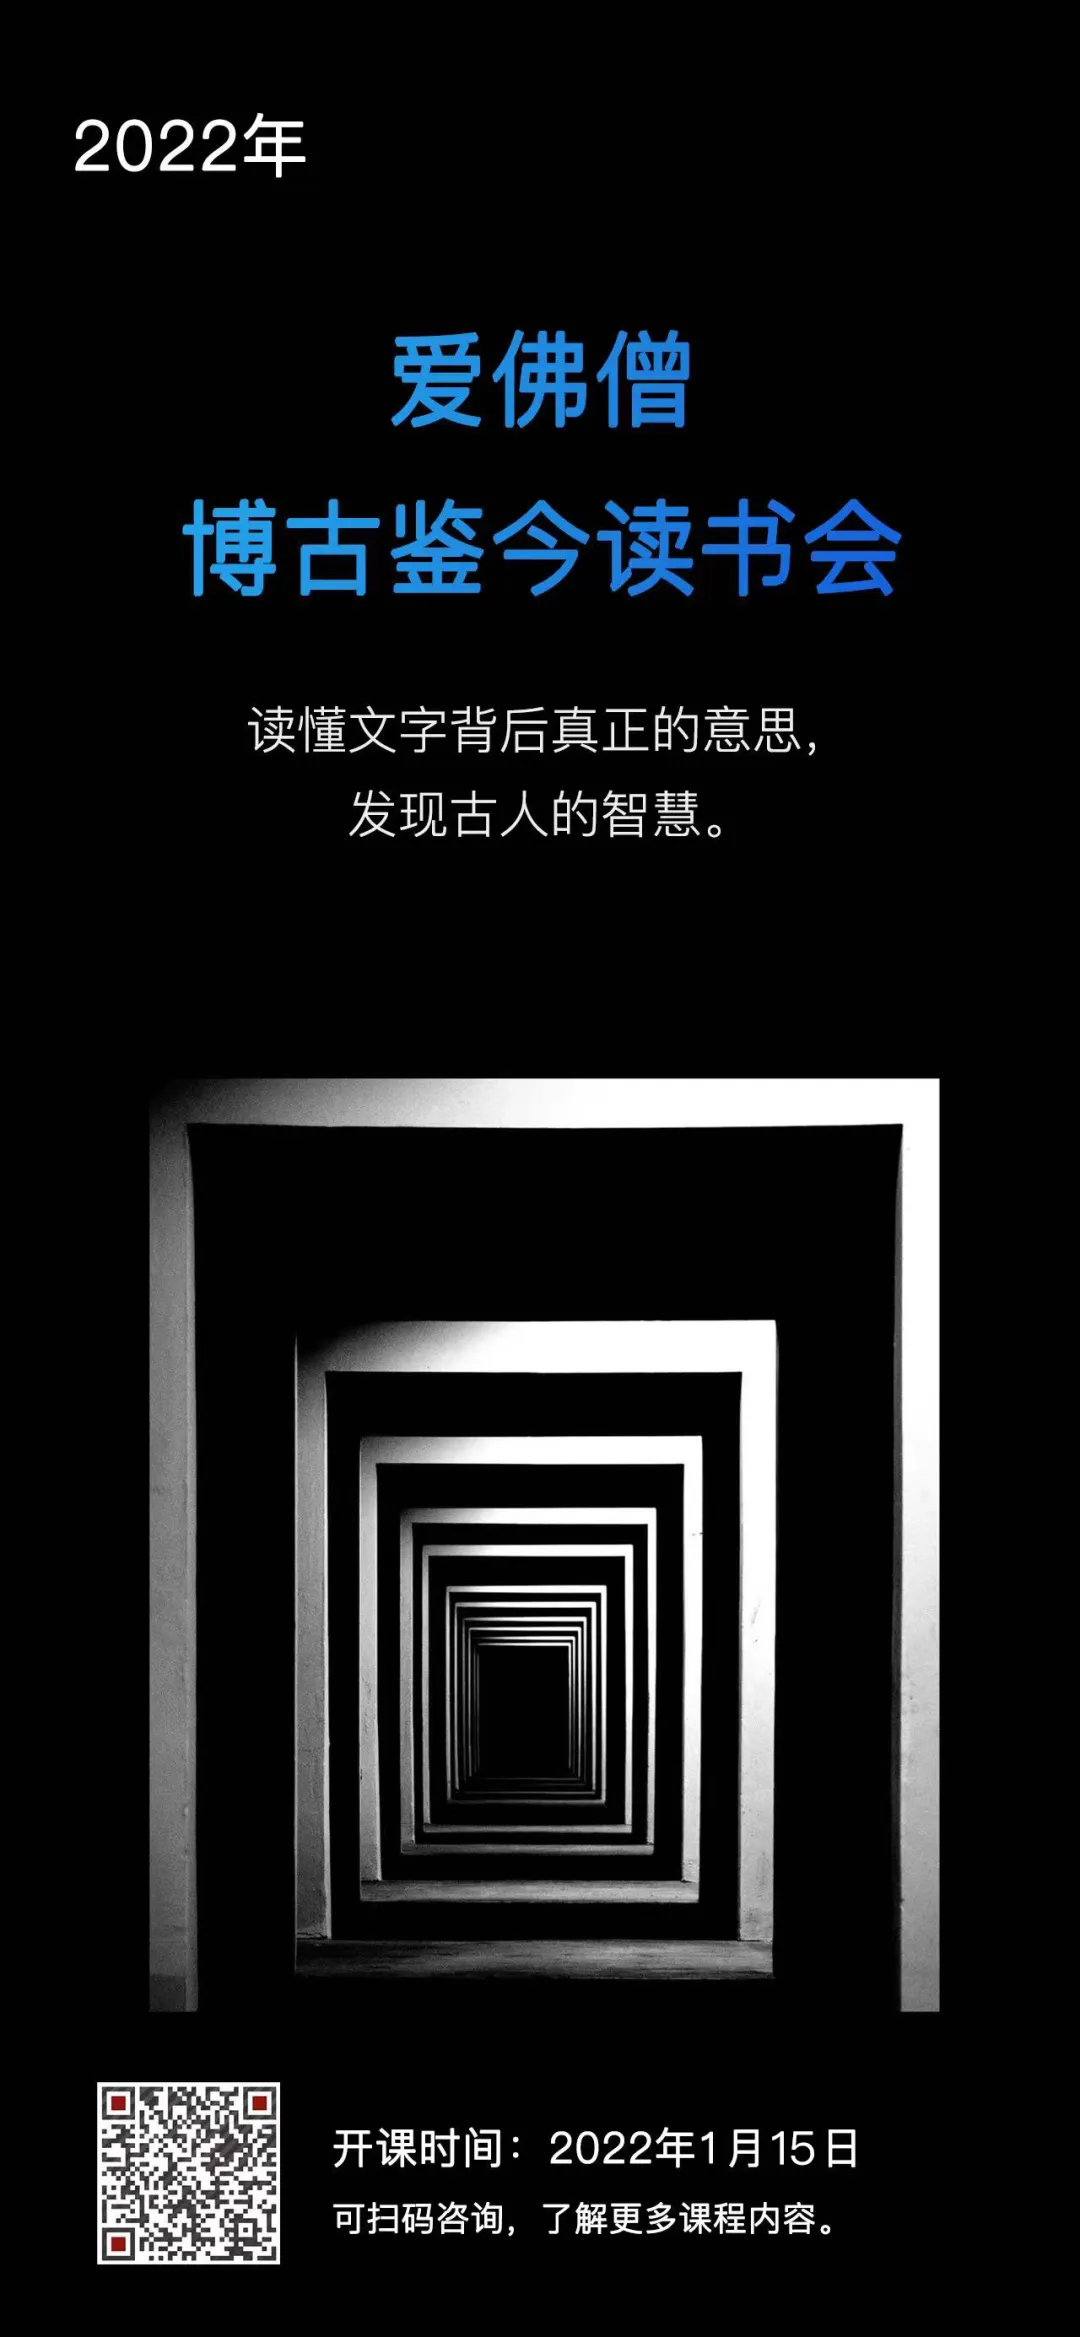 2022年
爱佛僧
博古鉴今读书会
读懂文字背后真正的意思，
发现古人的智慧。
开课时间：2022年1月15日
可扫码咨询，了解更多课程内容。